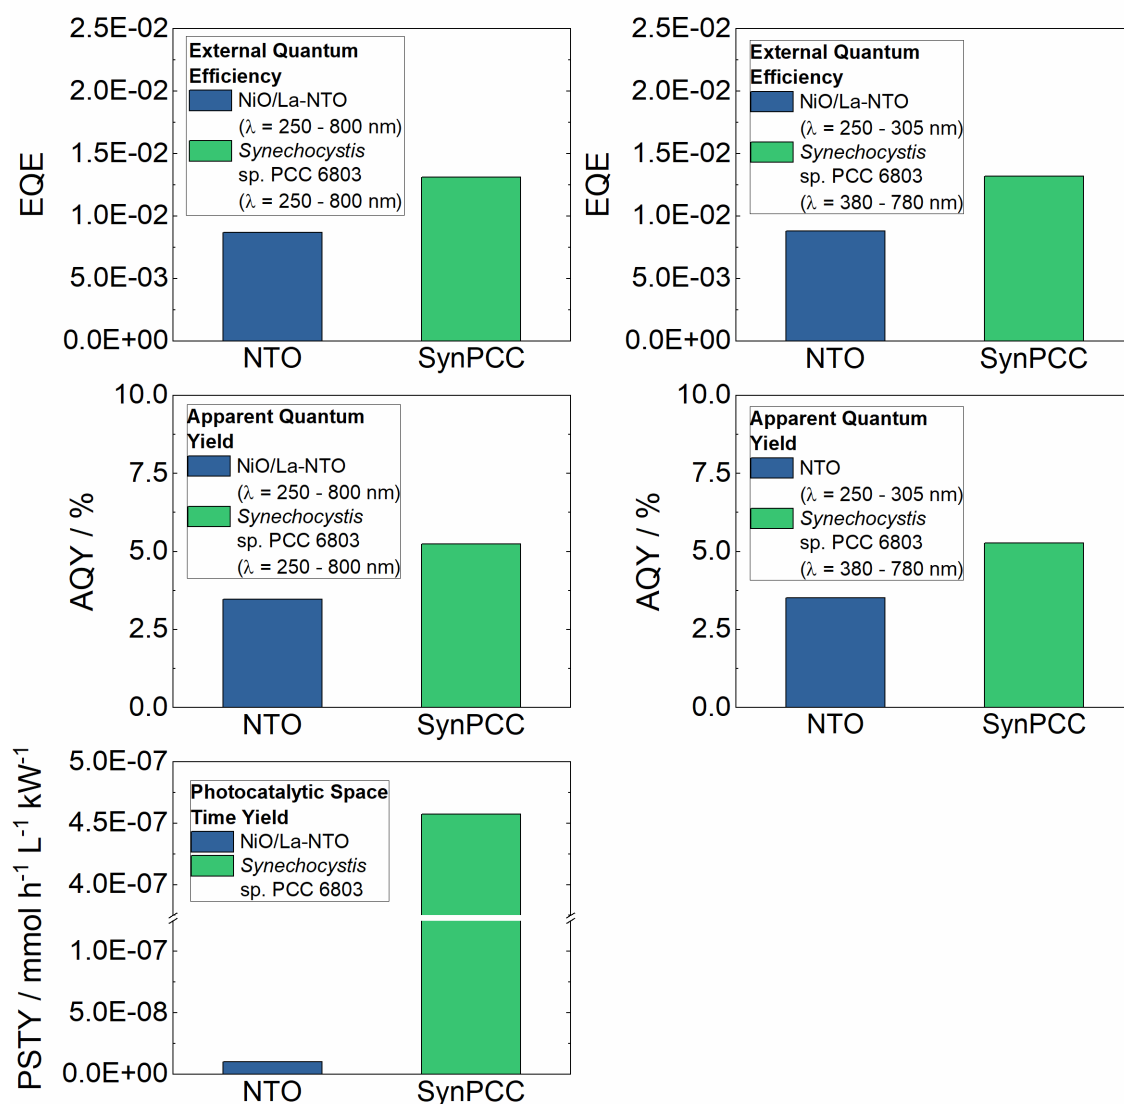 2.5E-02
2.0E-02
1.5E-02
1.0E-02
5.0E-03
0.0E+00
EQE
External Quantum
Efficiency
NiO/La-NTO
(λ = 250 - 800 nm)
Synechocystis
sp. PCC 6803
(λ = 250 - 800 nm)
NTO
SynPCC
2.5E-02
2.0E-02
1.5E-02
1.0E-02
5.0E-03
0.0E+00
EQE
External Quantum
Efficiency
NiO/La-NTO
(λ = 250 - 305 nm)
Synechocystis
sp. PCC 6803
(λ = 380 - 780 nm)
NTO
SynPCC
10.0
7.5
5.0
2.5
0.0
AQY / %
Apparent Quantum
Yield
NiO/La-NTO
(λ = 250 - 800 nm)
Synechocystis
sp. PCC 6803
(λ = 250 - 800 nm)
NTO
SynPCC
10.0
7.5
5.0
2.5
0.0
AQY / %
Apparent Quantum
Yield
NTO
(λ = 250 - 305 nm)
Synechocystis
sp. PCC 6803
(λ = 380 - 780 nm)
NTO
SynPCC
5.0E-07
4.5E-07
4.0E-07
1.0E-07
5.0E-08
0.0E+00
PSTY / mmol h⁻¹ L⁻¹ kW⁻¹
Photocatalytic Space
Time Yield
NiO/La-NTO
Synechocystis
sp. PCC 6803
NTO
SynPCC